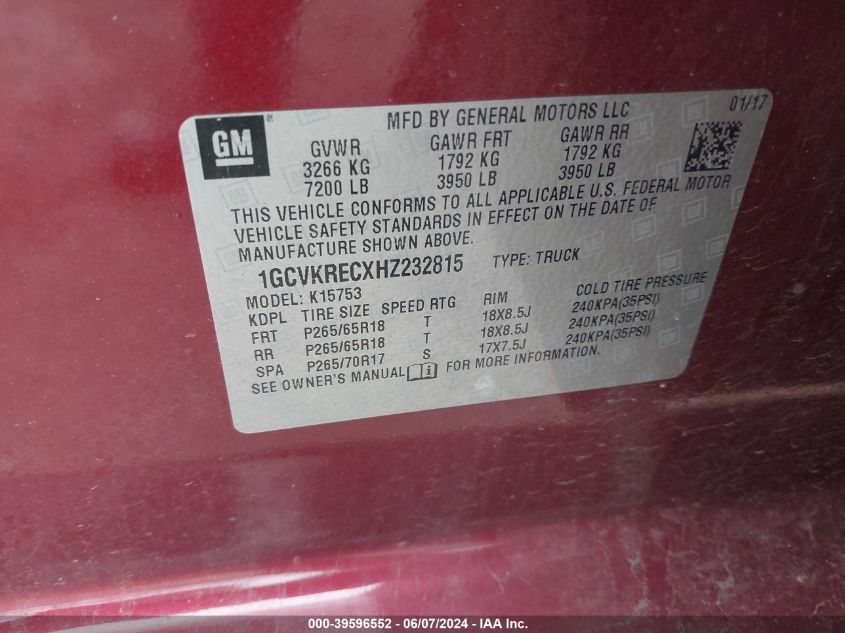 MFD BY GENERAL MOTORS LLC 01/17
GM®
GVWR GAWR FRT GAWR RR
3266 KG 1792 KG 1792 KG
7200 LB 3950 LB 3950 LB
THIS VEHICLE CONFORMS TO ALL APPLICABLE U.S. FEDERAL MOTOR
VEHICLE SAFETY STANDARDS IN EFFECT ON THE DATE OF
MANUFACTURE SHOWN ABOVE.
1GCVKRECXHZ232815 TYPE: TRUCK
MODEL: K15753
KDPL TIRE SIZE SPEED RTG RIM COLD TIRE PRESSURE
FRT P265/65R18 T 18X8.5J 240KPA(35PSI)
RR P265/65R18 T 18X8.5J 240KPA(35PSI)
SPA P265/70R17 S 17X7.5J 240KPA(35PSI)
SEE OWNER'S MANUAL FOR MORE INFORMATION.
000-39596552 - 06/07/2024 - IAA Inc.